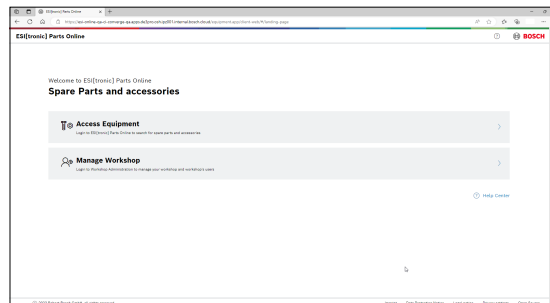 ESI[tronic] Parts Online
ESI[tronic] Parts Online
BOSCH
Welcome to ESI[tronic] Parts Online
Spare Parts and accessories
Access Equipment
Login to ESI[tronic] Parts Online to search for spare parts and accessories
Manage Workshop
Login to Workshop Administration to manage your workshop and workshop's users
Help Center